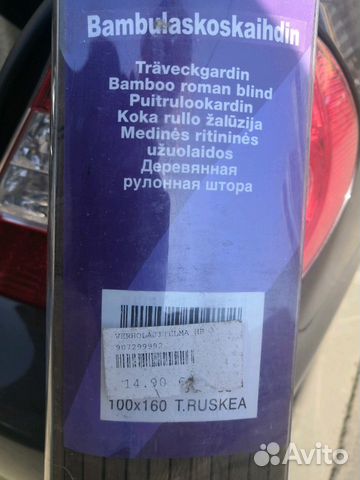 Bambulaskoskaihdin
Träveckgardin
Bamboo roman blind
Puitrulookardin
Koka rullo žalūzija
Medinės ritininės
užuolaidos
Деревянная
рулонная штора
907299992
14.90
100x160 T.RUSKEA
Avito